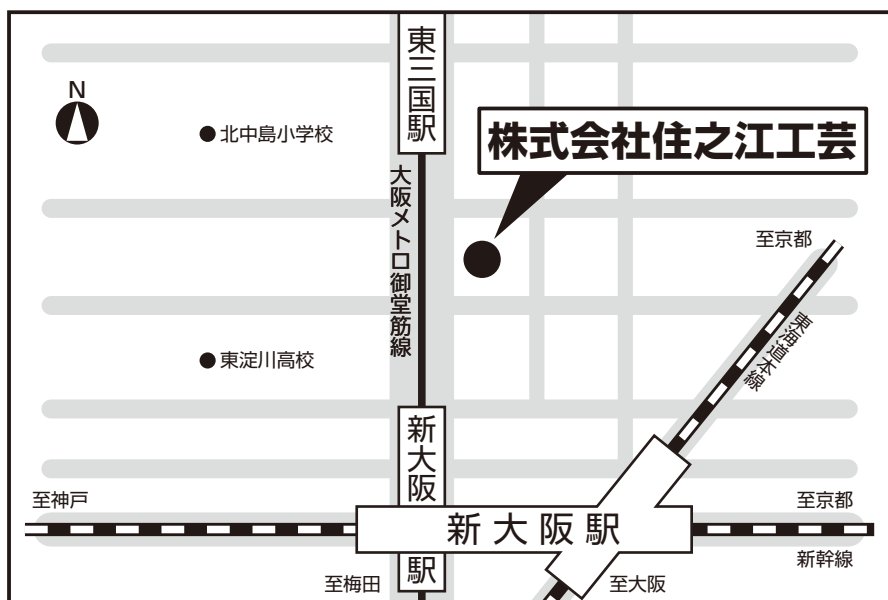 東三国駅
N
北中島小学校
株式会社住之江工芸
大阪メトロ御堂筋線
至京都
東海道本線
東淀川高校
新大阪駅
至神戸
新大阪駅
至京都
新幹線
至梅田
至大阪